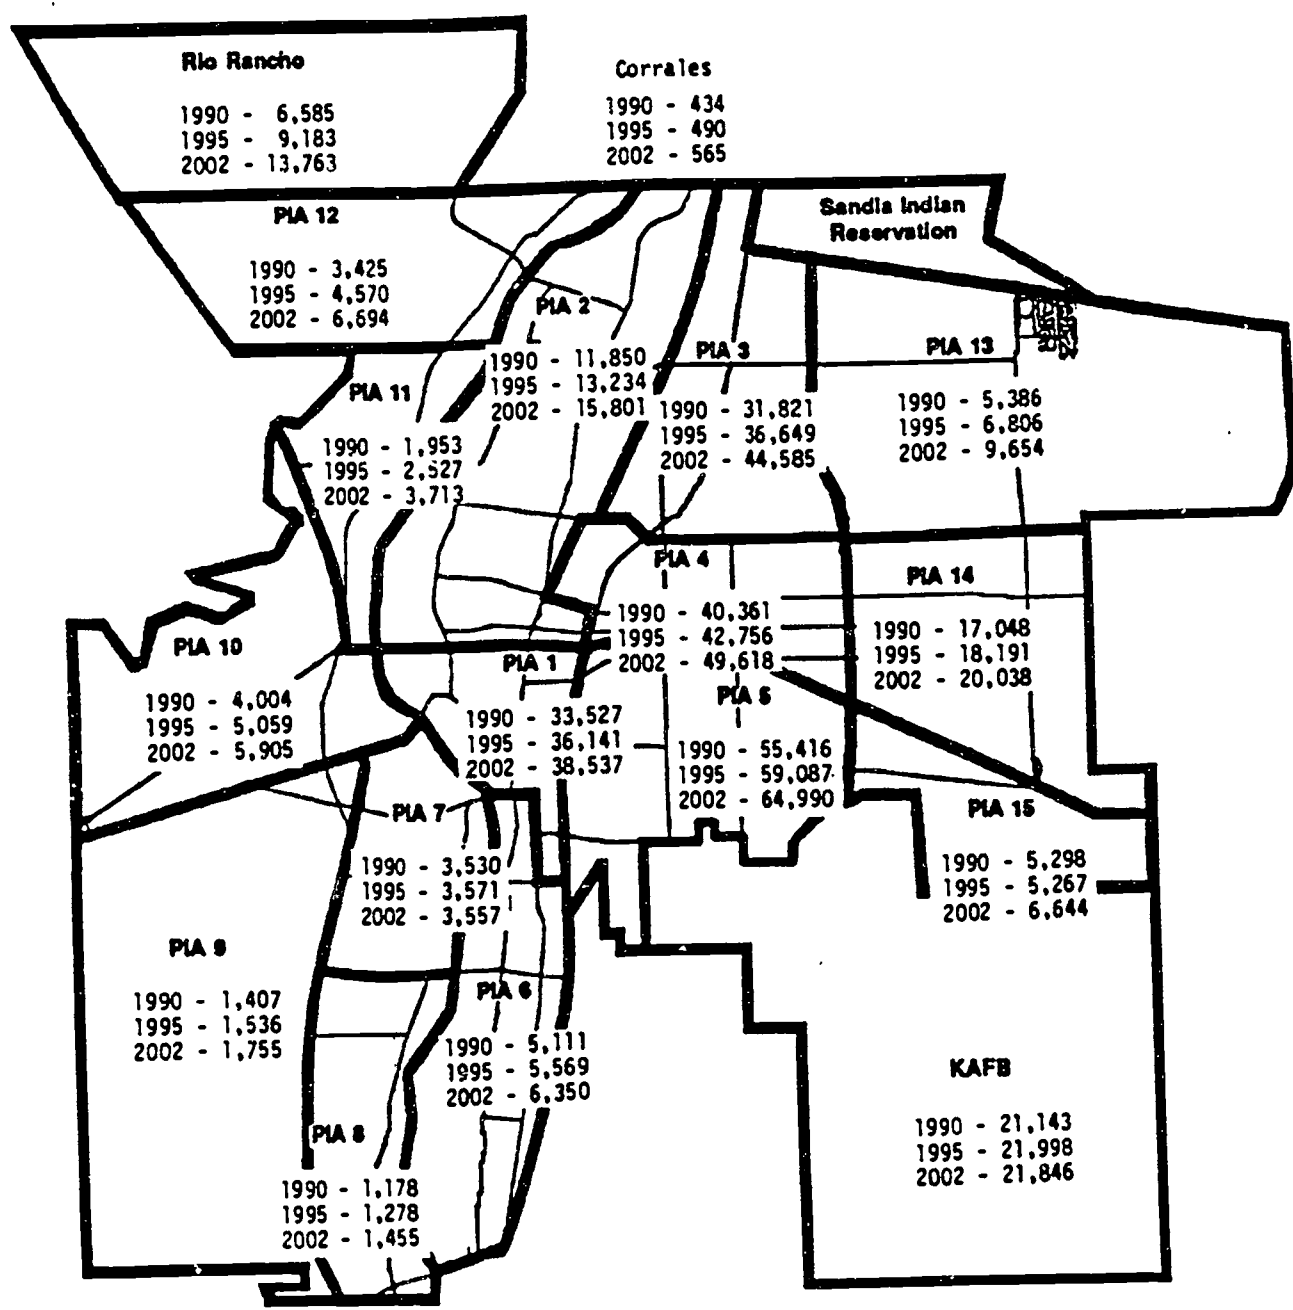 Rio Rancho
1990 - 6,585
1995 - 9,183
2002 - 13,763
Corrales
1990 - 434
1995 - 490
2002 - 565
PIA 12
1990 - 3,425
1995 - 4,570
2002 - 6,694
Sandia Indian
Reservation
PIA 2
1990 - 11,850
1995 - 13,234
2002 - 15,801
PIA 3
1990 - 31,821
1995 - 36,649
2002 - 44,585
PIA 13
1990 - 5,386
1995 - 6,806
2002 - 9,654
PIA 11
1990 - 1,953
1995 - 2,527
2002 - 3,713
PIA 4
1990 - 40,361
1995 - 42,756
2002 - 49,618
PIA 14
1990 - 17,048
1995 - 18,191
2002 - 20,038
PIA 10
1990 - 4,004
1995 - 5,059
2002 - 5,905
PIA 1
1990 - 33,527
1995 - 36,141
2002 - 38,537
PIA 5
1990 - 55,416
1995 - 59,087
2002 - 64,990
PIA 7
1990 - 3,530
1995 - 3,571
2002 - 3,557
PIA 15
1990 - 5,298
1995 - 5,267
2002 - 6,644
PIA 9
1990 - 1,407
1995 - 1,536
2002 - 1,755
PIA 6
1990 - 5,111
1995 - 5,569
2002 - 6,350
KAFB
1990 - 21,143
1995 - 21,998
2002 - 21,846
PIA 8
1990 - 1,178
1995 - 1,278
2002 - 1,455